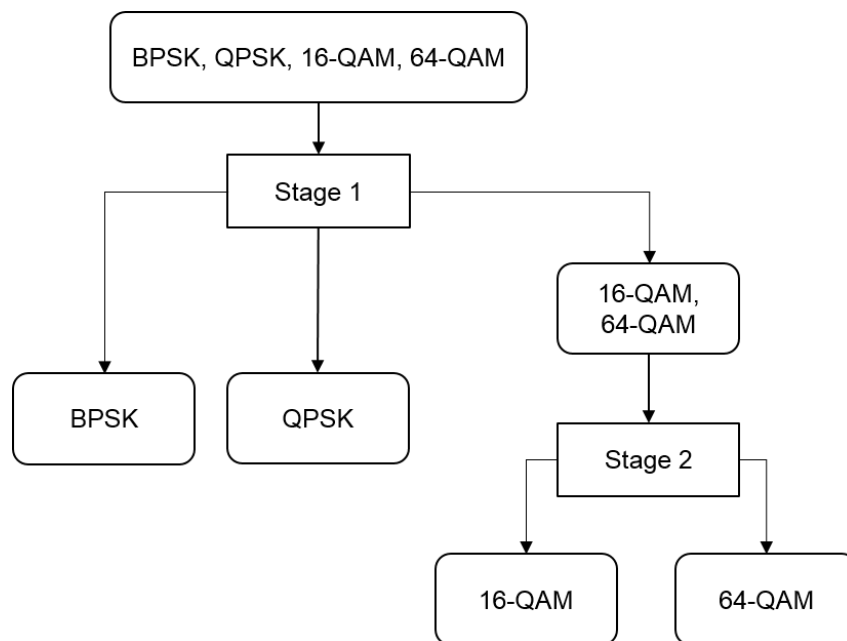 BPSK, QPSK, 16-QAM, 64-QAM
Stage 1
16-QAM,
64-QAM
BPSK
QPSK
Stage 2
16-QAM
64-QAM